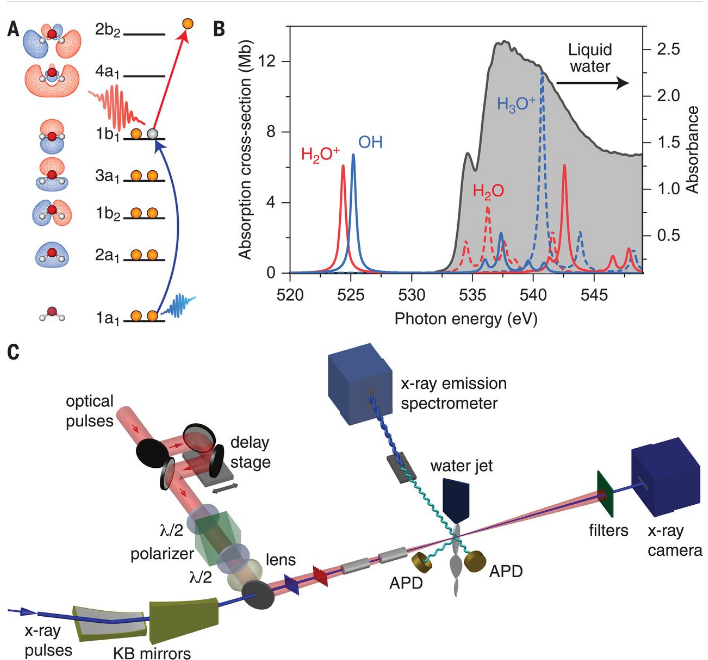 A
2b₂
4a₁
1b₁
3a₁
1b₂
2a₁
1a₁
B
Absorption cross-section (Mb)
12
8
4
0
H₂O⁺
OH
H₂O
H₃O⁺
Liquid
water
2.5
2.0
1.5
1.0
0.5
Absorbance
520
525
530
535
540
545
Photon energy (eV)
C
optical
pulses
delay
stage
λ/2
polarizer
λ/2
lens
x-ray
pulses
KB mirrors
x-ray emission
spectrometer
water jet
APD
APD
filters
x-ray
camera